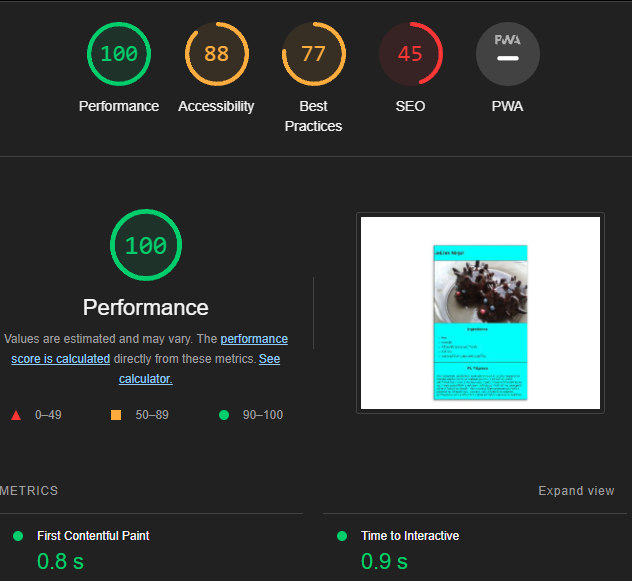 100
88
77
45
PWA
Performance
Accessibility
Best
Practices
SEO
PWA
100
Performance
Values are estimated and may vary. The performance
score is calculated directly from these metrics. See
calculator.
0–49
50–89
90–100
METRICS
Expand view
First Contentful Paint
0.8 s
Time to Interactive
0.9 s